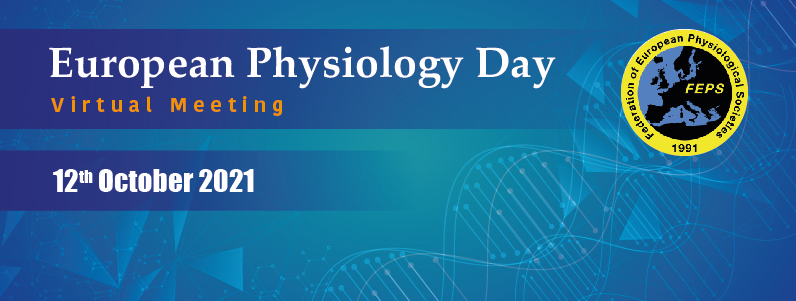 European Physiology Day
Virtual Meeting
12th October 2021
Federation of European Physiological Societies
FEPS
1991